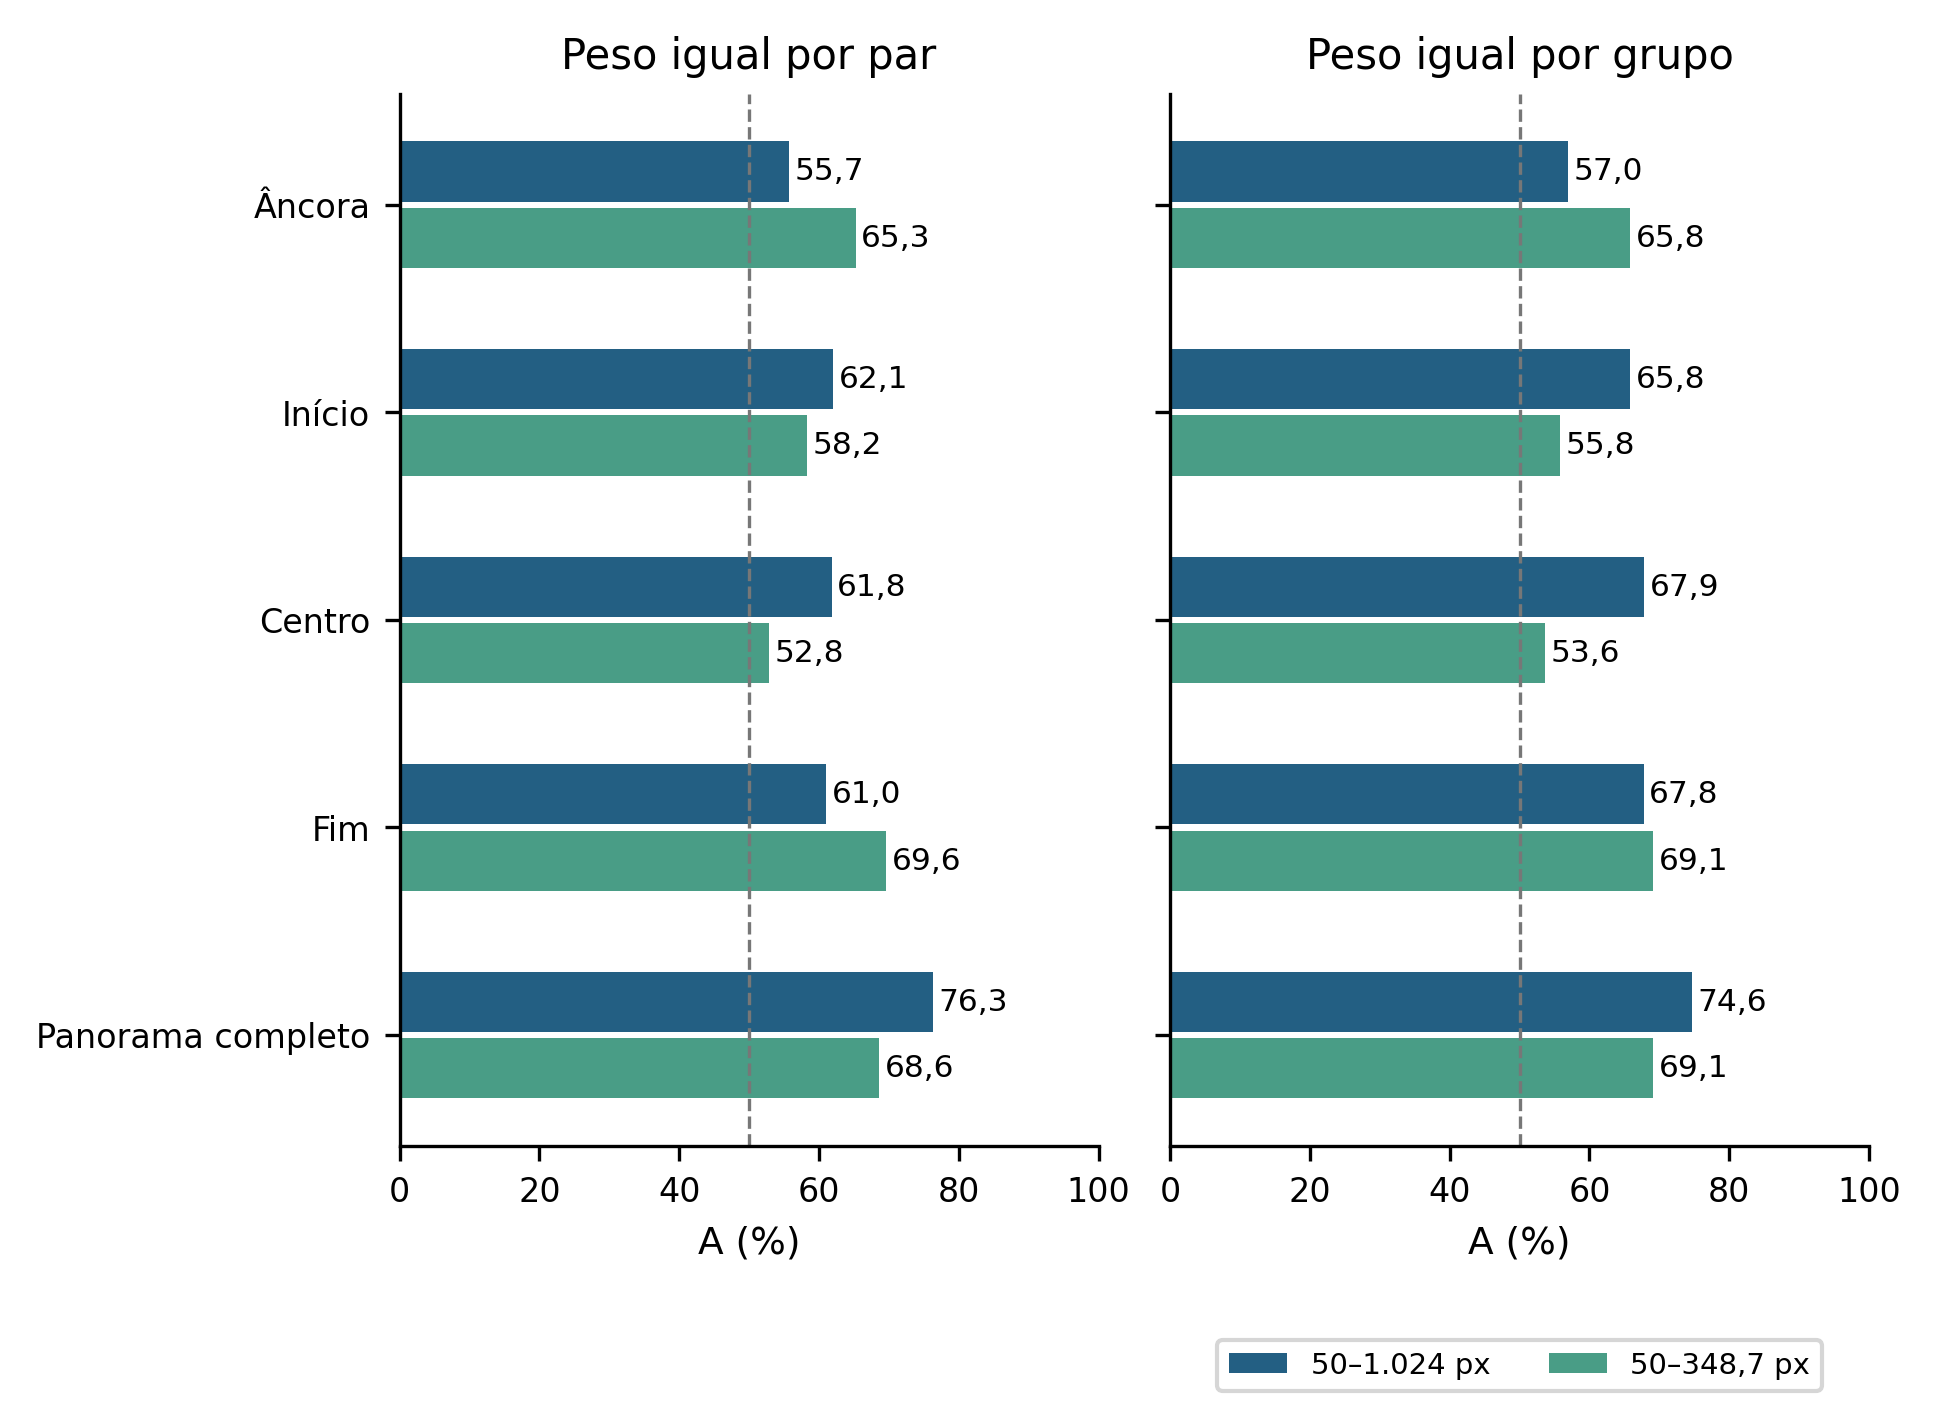 Peso igual por par
Peso igual por grupo
Âncora
55,7
65,3
57,0
65,8
Início
62,1
58,2
65,8
55,8
Centro
61,8
52,8
67,9
53,6
Fim
61,0
69,6
67,8
69,1
Panorama completo
76,3
68,6
74,6
69,1
0 20 40 60 80 100
0 20 40 60 80 100
A (%)
A (%)
50–1.024 px
50–348,7 px